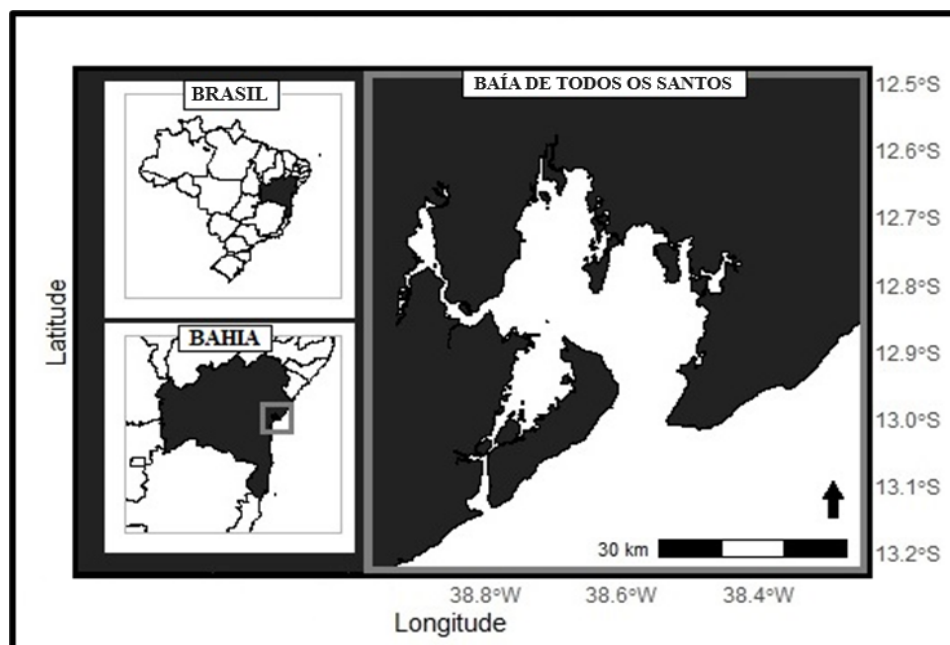 BRASIL
BAHIA
BAÍA DE TODOS OS SANTOS
12.5°S
12.6°S
12.7°S
12.8°S
12.9°S
13.0°S
13.1°S
13.2°S
30 km
38.8°W 38.6°W 38.4°W
Longitude
Latitude